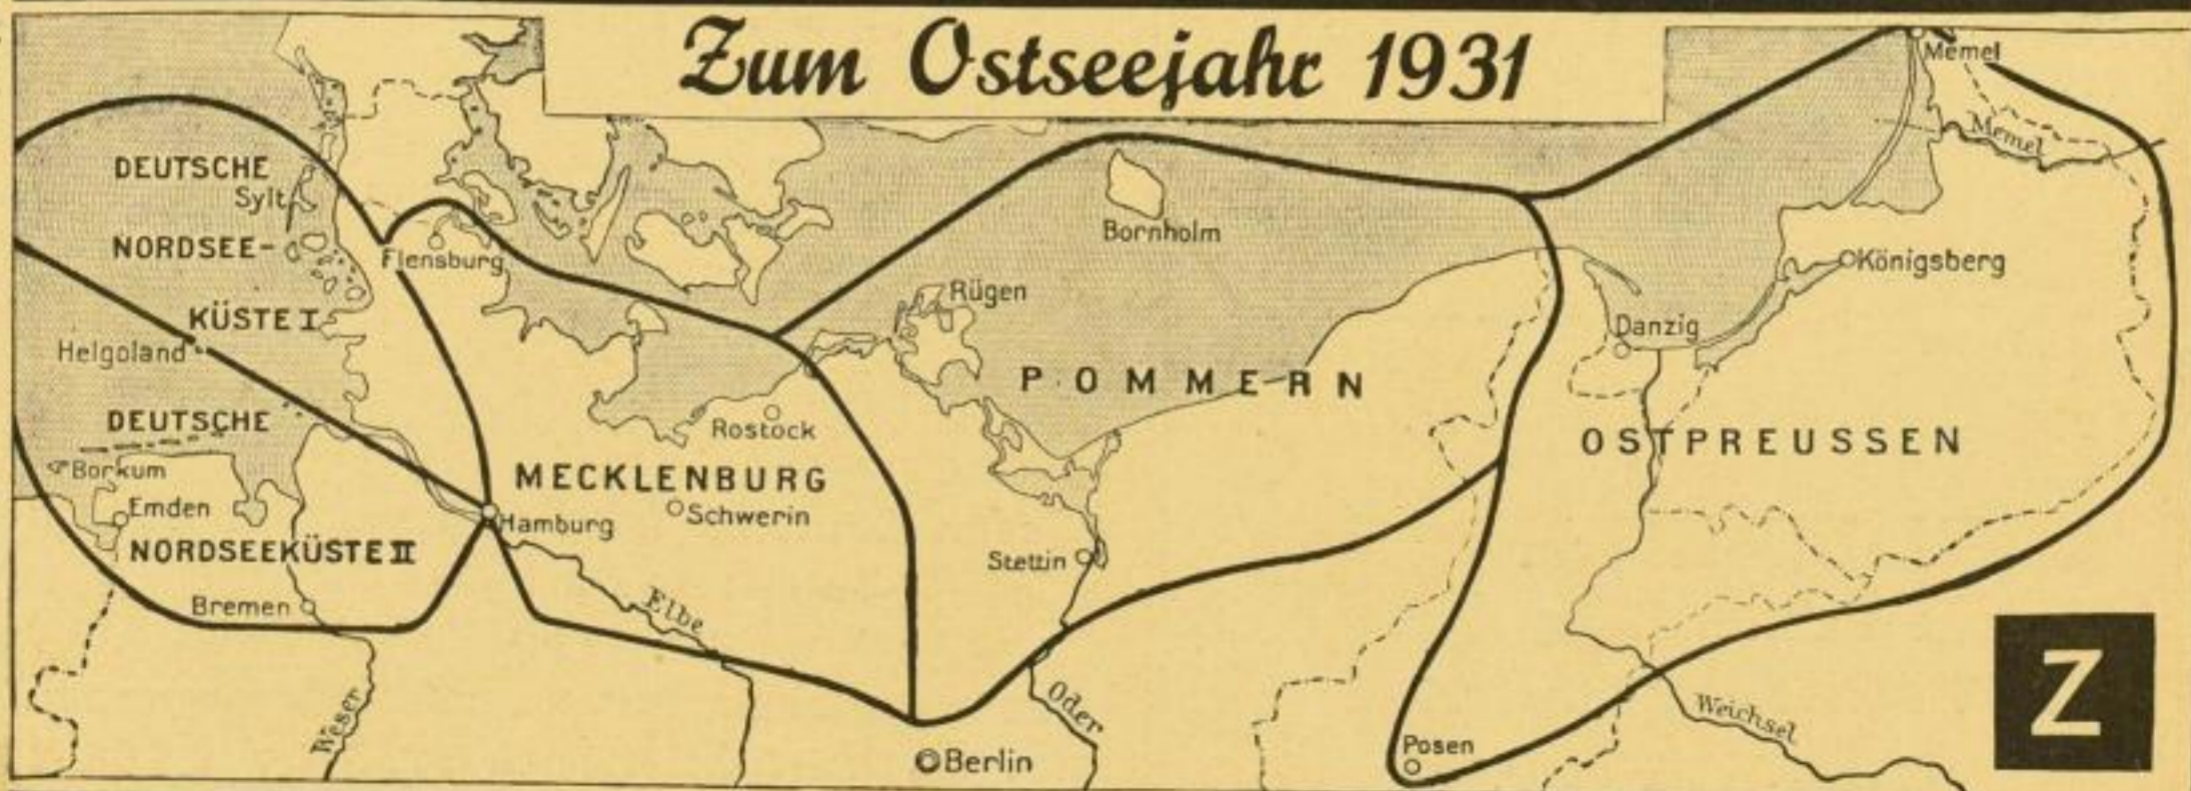 Zum Ostseejahr 1931
Memel
Memel
DEUTSCHE
Sylt
NORDSEE-
Flensburg
KÜSTE I
Helgoland
DEUTSCHE
Borkum
Emden
NORDSEEKÜSTE II
Bremen
Weser
Hamburg
Elbe
Rostock
MECKLENBURG
Schwerin
Bornholm
Rügen
POMMERN
Stettin
Oder
Berlin
Königsberg
Danzig
OSTPREUSSEN
Posen
Weichsel
Z